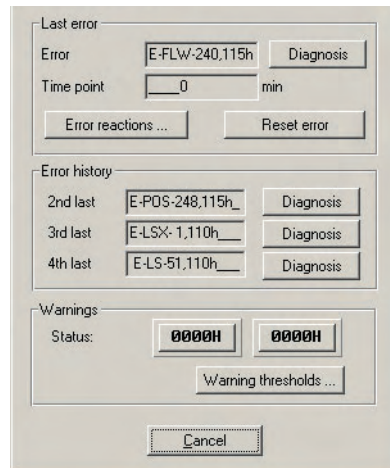 Last error
Error E-FLW-240,115h Diagnosis
Time point ____0 min
Error reactions ... Reset error
Error history
2nd last E-POS-248,115h_ Diagnosis
3rd last E-LSX- 1,110h___ Diagnosis
4th last E-LS-51,110h___ Diagnosis
Warnings
Status: 0000H 0000H
Warning thresholds ...
Cancel